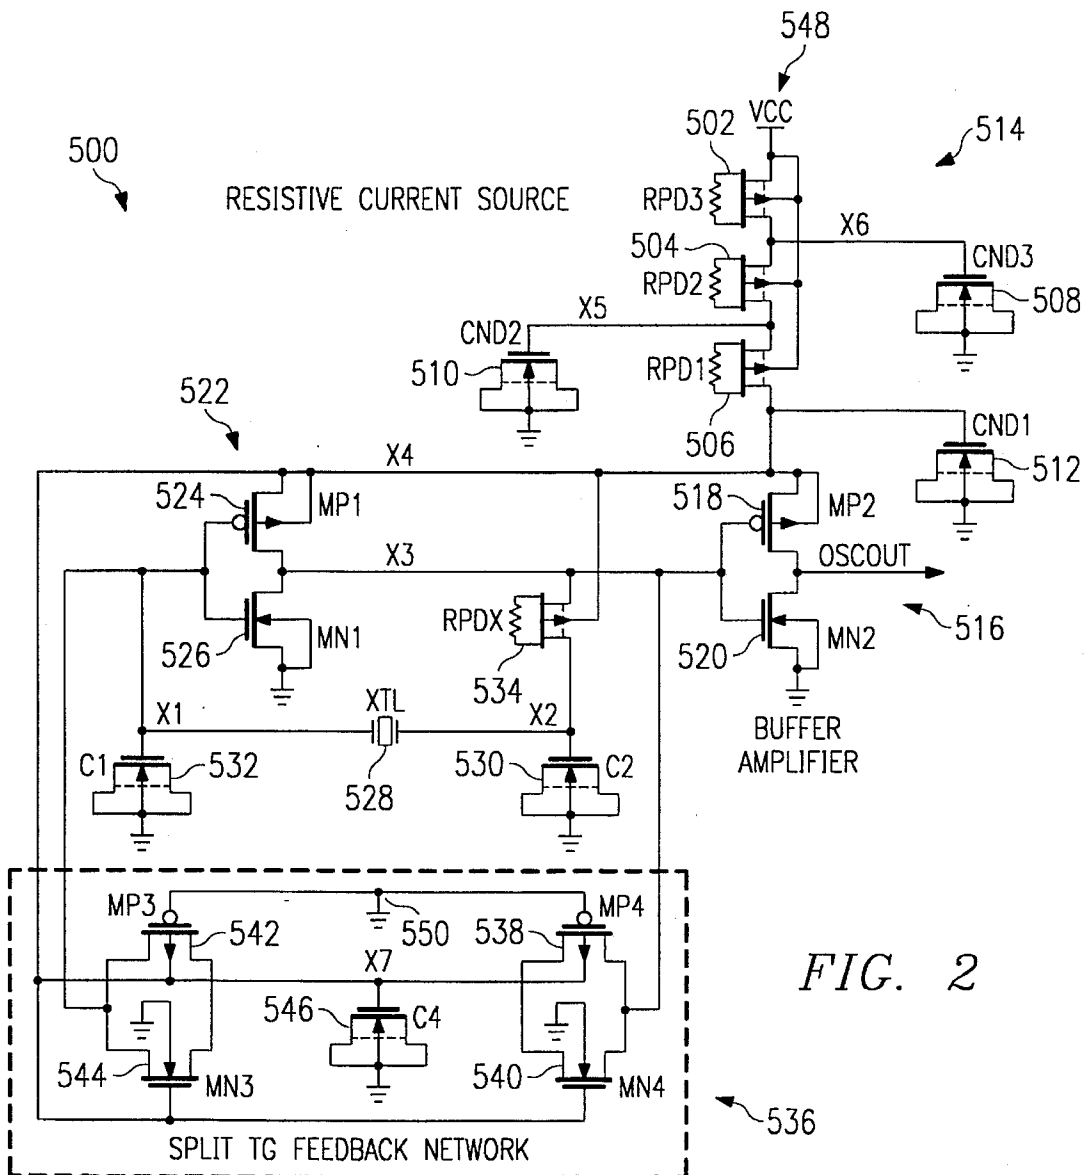 548
VCC
502
514
500
RESISTIVE CURRENT SOURCE
RPD3
504
X6
CND3
RPD2
508
X5
CND2
510
RPD1
506
CND1
522
X4
512
524
MP1
518
MP2
X3
OSCOUT
RPDX
526
MN1
534
520
MN2
516
X1
XTL
X2
BUFFER
AMPLIFIER
C1
532
528
530
C2
MP3
542
550
538
MP4
X7
FIG. 2
546
C4
544
MN3
540
MN4
536
SPLIT TG FEEDBACK NETWORK